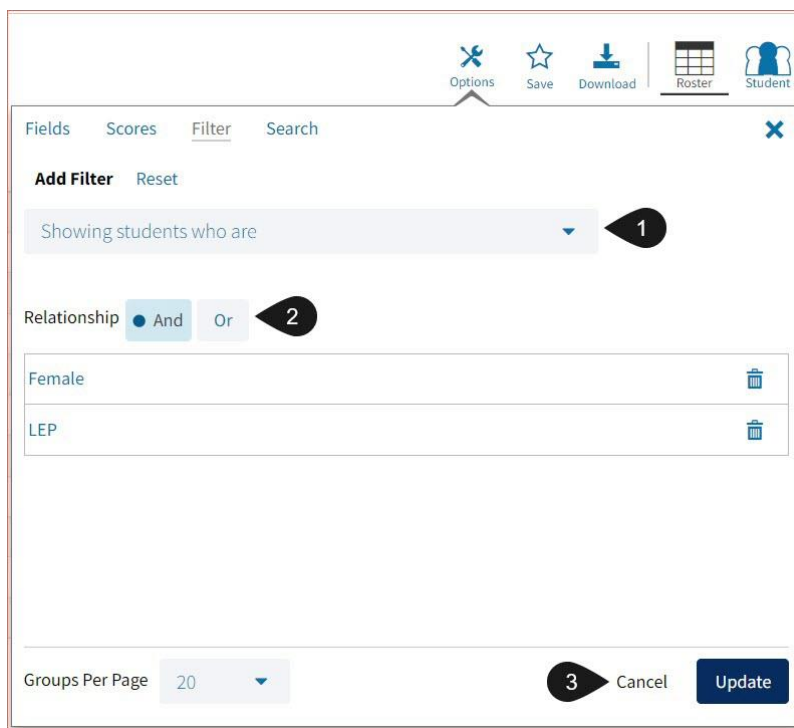 Options Save Download Roster Student
Fields Scores Filter Search
Add Filter Reset
Showing students who are
1
Relationship And Or
2
Female
LEP
Groups Per Page 20
3
Cancel Update